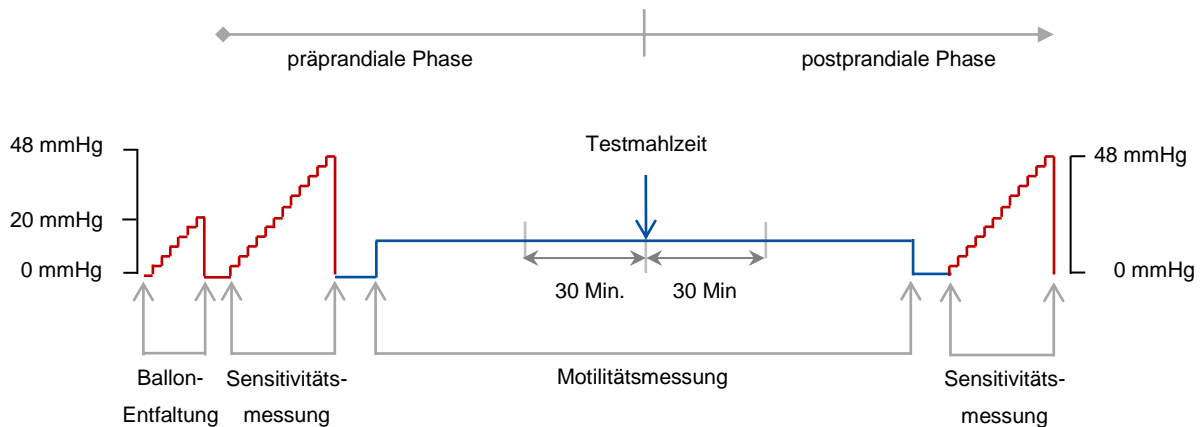 präprandiale Phase
postprandiale Phase
Testmahlzeit
48 mmHg
20 mmHg
0 mmHg
48 mmHg
0 mmHg
30 Min.
30 Min
Ballon-
Entfaltung
Sensitivitäts-
messung
Motilitätsmessung
Sensitivitäts-
messung